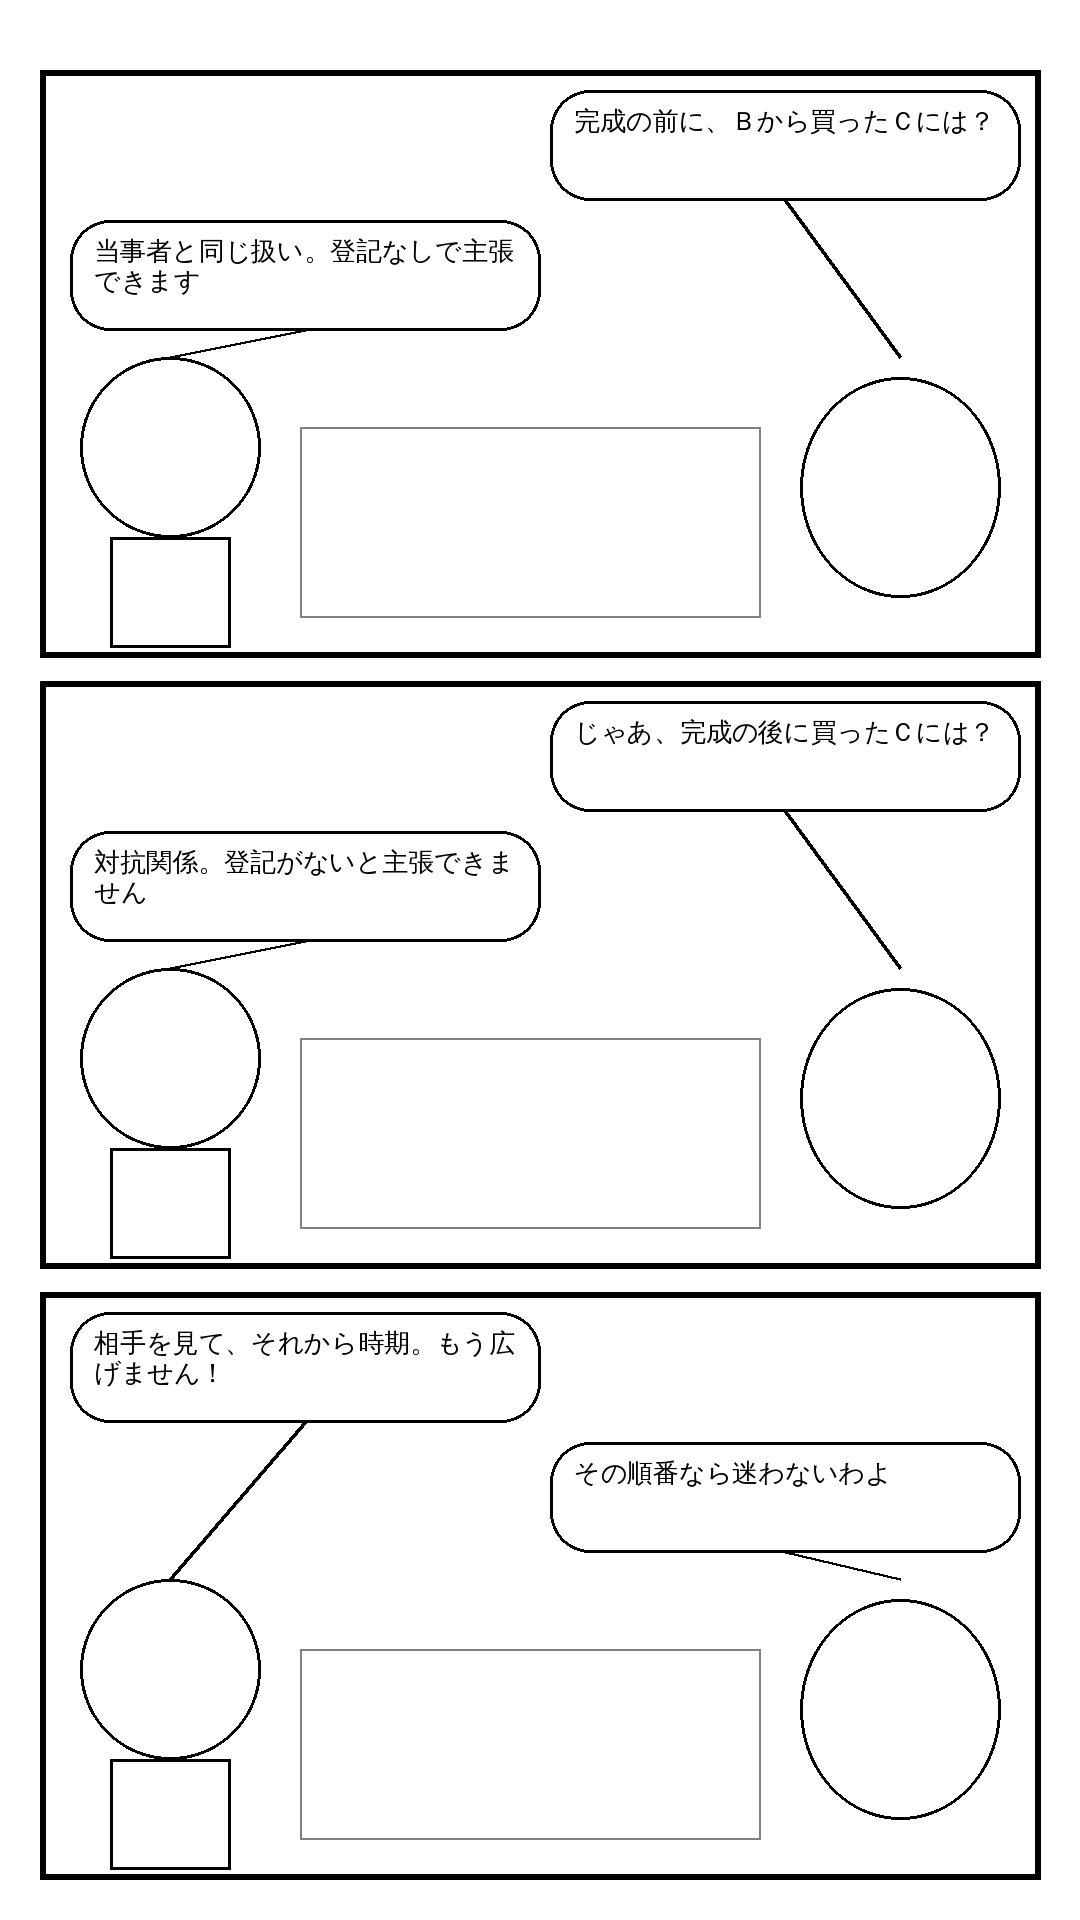 完成の前に、Ｂから買ったＣには？
当事者と同じ扱い。登記なしで主張
できます
じゃあ、完成の後に買ったＣには？
対抗関係。登記がないと主張できま
せん
相手を見て、それから時期。もう広
げません！
その順番なら迷わないわよ